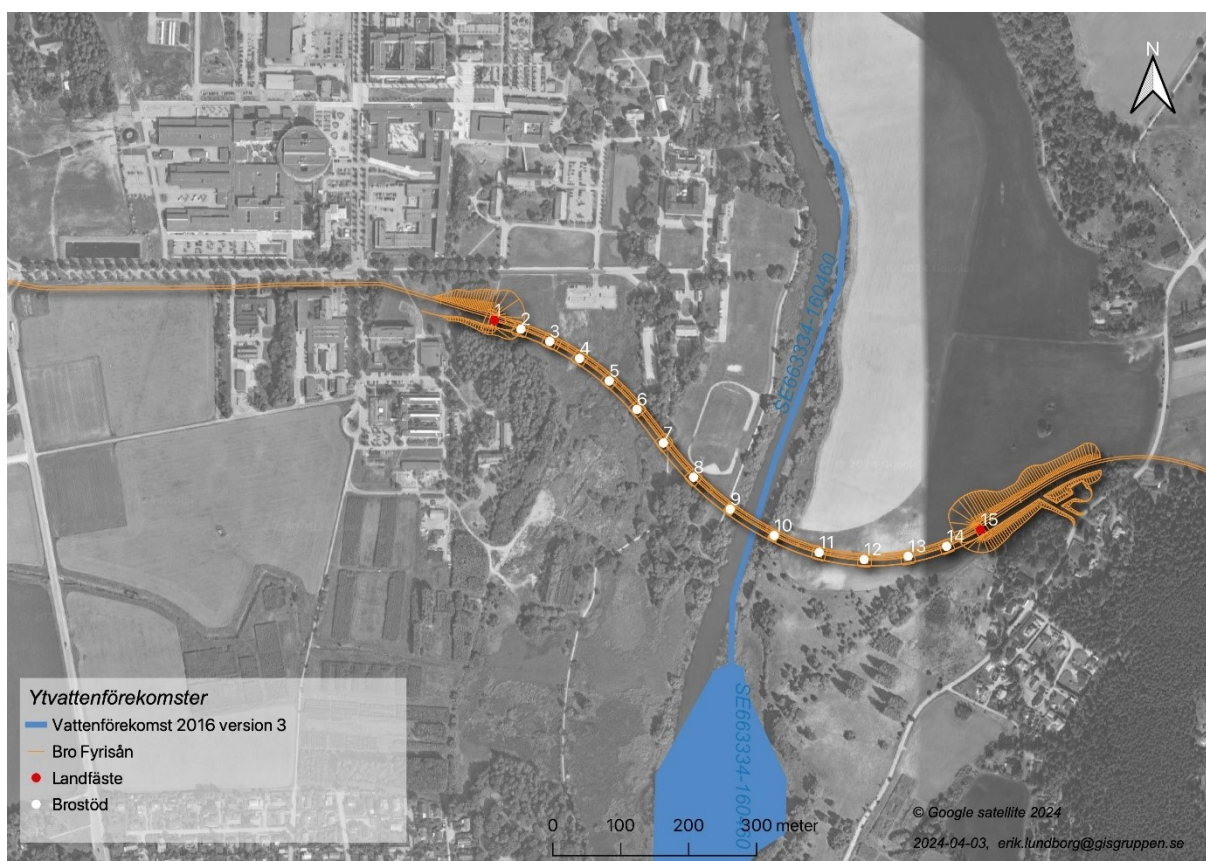 N
SE663334-160460
1
2
3
4
5
6
7
8
9
10
11
12
13
14
15
SE663334-160460
Ytvattenförekomster
Vattenförekomst 2016 version 3
Bro Fyrisån
Landfäste
Brostöd
0 100 200 300 meter
© Google satellite 2024
2024-04-03, erik.lundborg@gisgruppen.se